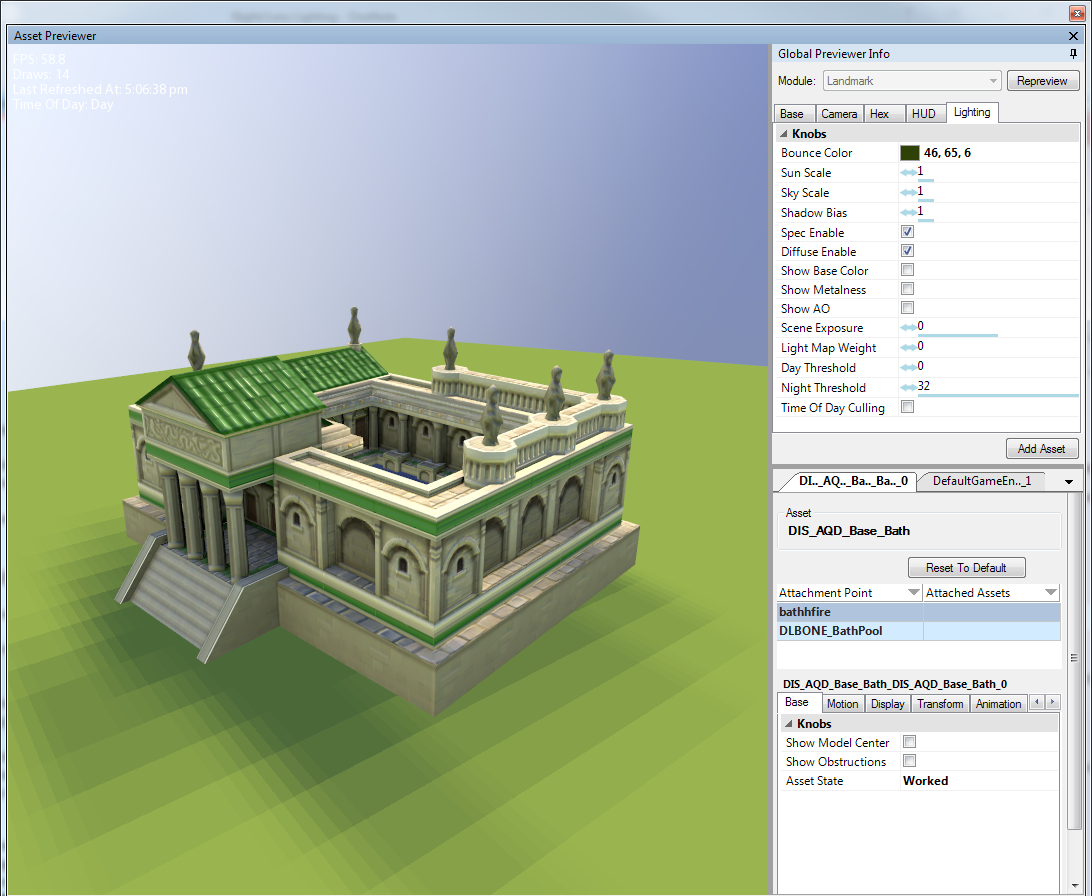 Asset Previewer
FPS: 58.8
Draws: 14
Last Refreshed At: 5:06:38 pm
Time Of Day: Day
Global Previewer Info
Module: Landmark Repreview
Base Camera Hex HUD Lighting
Knobs
Bounce Color 46, 65, 6
Sun Scale 1
Sky Scale 1
Shadow Bias 1
Spec Enable
Diffuse Enable
Show Base Color
Show Metalness
Show AO
Scene Exposure 0
Light Map Weight 0
Day Threshold 0
Night Threshold 32
Time Of Day Culling
Add Asset
DI.._AQ.._Ba.._Ba.._0 DefaultGameEn.._1
Asset
DIS_AQD_Base_Bath
Reset To Default
Attachment Point Attached Assets
bathhfire
DLBONE_BathPool
DIS_AQD_Base_Bath_DIS_AQD_Base_Bath_0
Base Motion Display Transform Animation
Knobs
Show Model Center
Show Obstructions
Asset State Worked